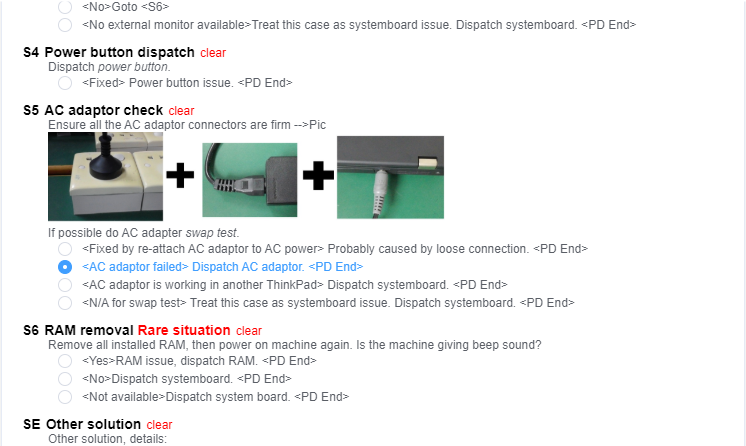 <No>Goto <S6>
<No external monitor available>Treat this case as systemboard issue. Dispatch systemboard. <PD End>
S4 Power button dispatch clear
Dispatch power button.
<Fixed> Power button issue. <PD End>
S5 AC adaptor check clear
Ensure all the AC adaptor connectors are firm -->Pic
If possible do AC adapter swap test.
<Fixed by re-attach AC adaptor to AC power> Probably caused by loose connection. <PD End>
<AC adaptor failed> Dispatch AC adaptor. <PD End>
<AC adaptor is working in another ThinkPad> Dispatch systemboard. <PD End>
<N/A for swap test> Treat this case as systemboard issue. Dispatch systemboard. <PD End>
S6 RAM removal Rare situation clear
Remove all installed RAM, then power on machine again. Is the machine giving beep sound?
<Yes>RAM issue, dispatch RAM. <PD End>
<No>Dispatch systemboard. <PD End>
<Not available>Dispatch system board. <PD End>
SE Other solution clear
Other solution, details: